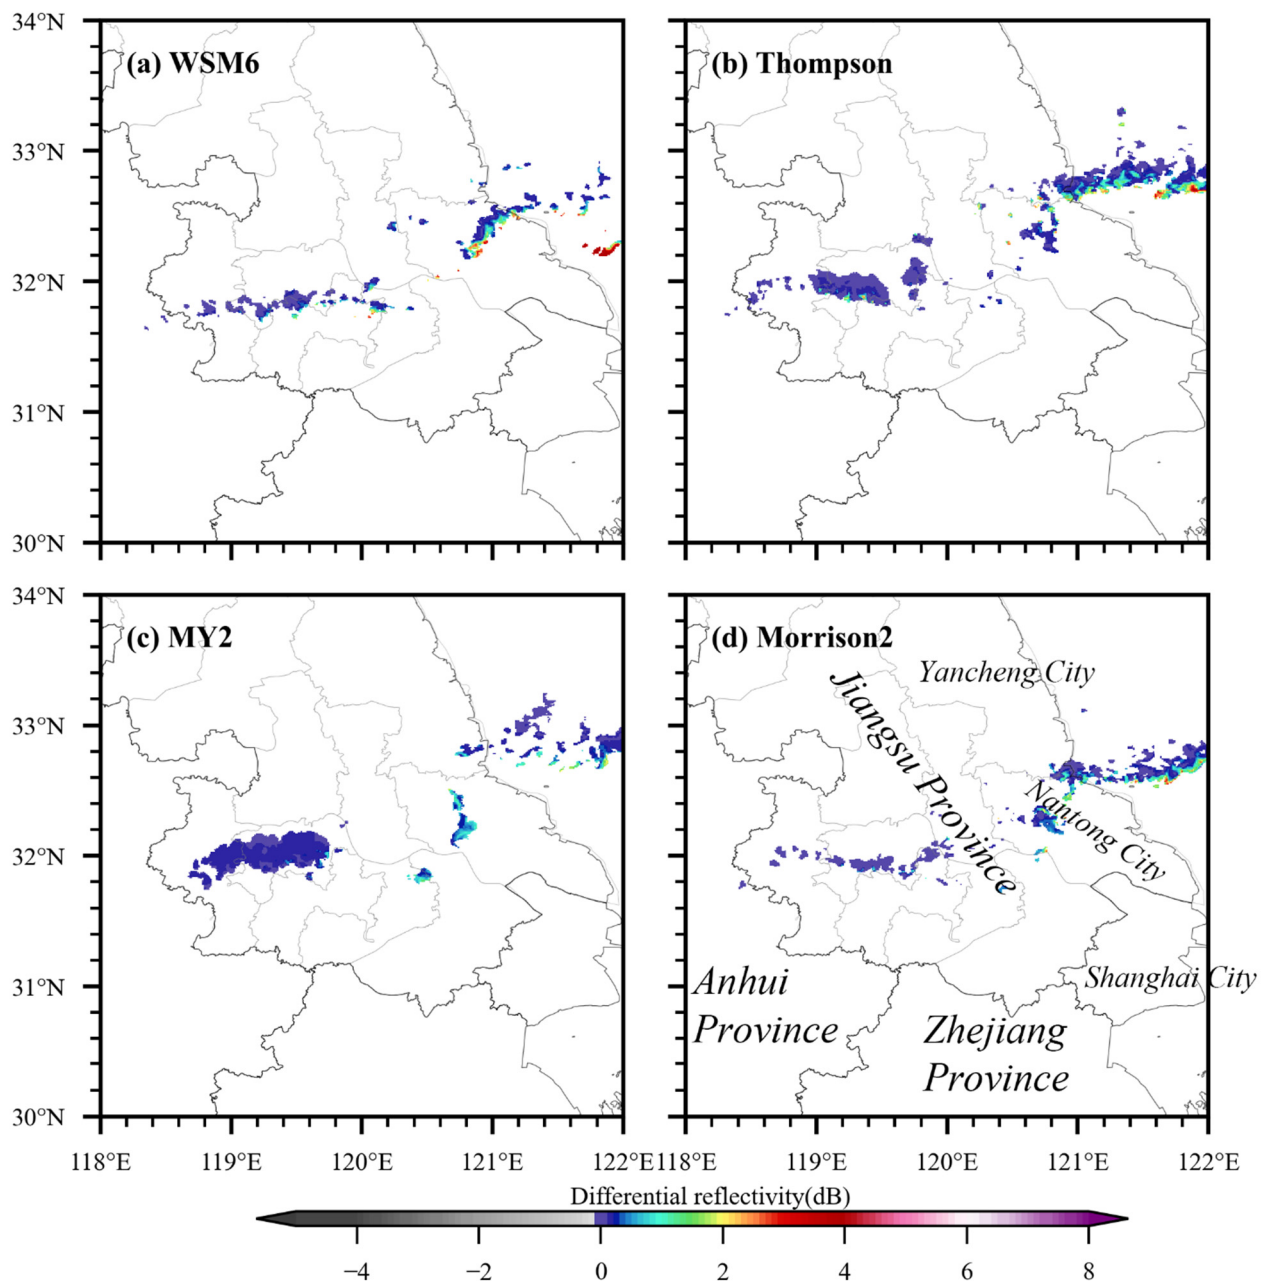 34°N
(a) WSM6
(b) Thompson
33°N
32°N
31°N
30°N
34°N
(c) MY2
(d) Morrison2
Yancheng City
Jiangsu Province
33°N
Nantong City
32°N
31°N
Anhui
Province
Shanghai City
Zhejiang
Province
30°N
118°E 119°E 120°E 121°E 122°E 118°E 119°E 120°E 121°E 122°E
Differential reflectivity(dB)
−4 −2 0 2 4 6 8